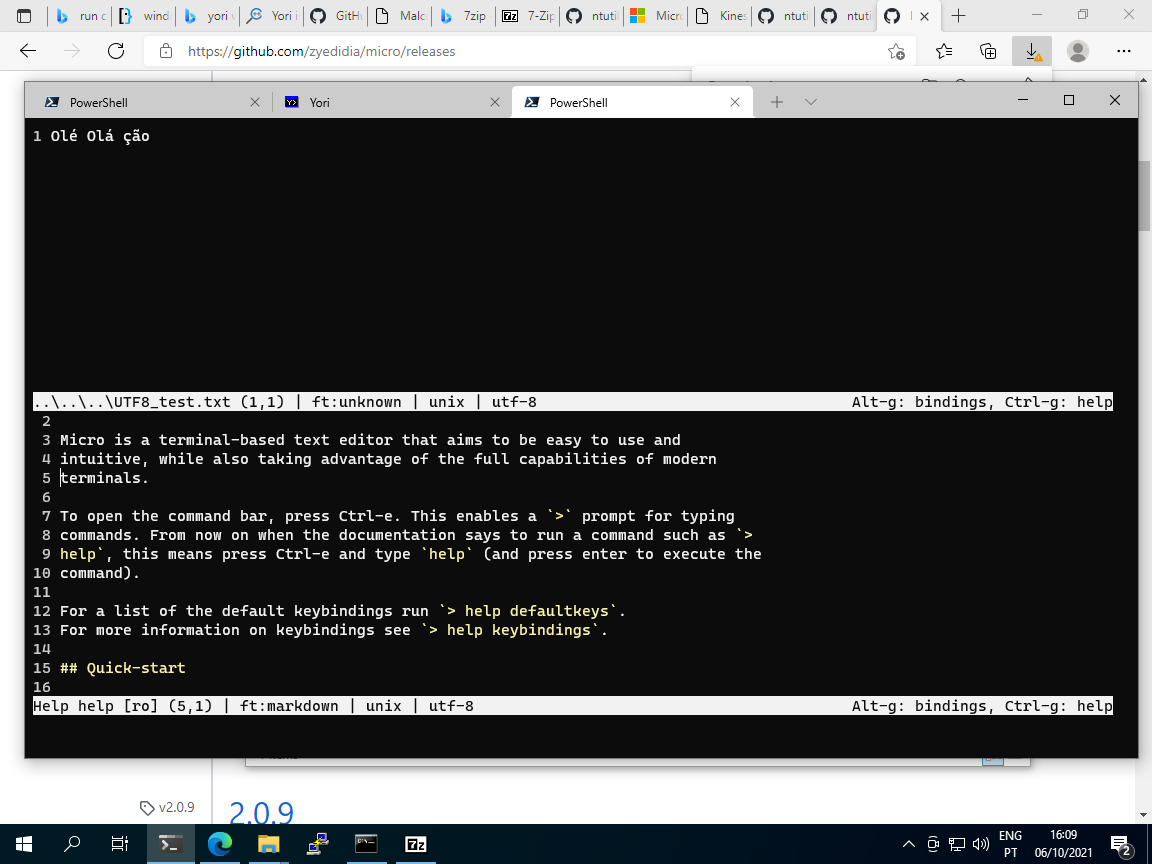 run c
wind
yori
Yori i
GitH
Malc
7zip
7-Zip
ntuti
Micro
Kines
ntuti
ntuti
https://github.com/zyedidia/micro/releases
PowerShell
Yori
PowerShell
1 Olé Olá ção
..\..\..\UTF8_test.txt (1,1) | ft:unknown | unix | utf-8 Alt-g: bindings, Ctrl-g: help
2
3 Micro is a terminal-based text editor that aims to be easy to use and
4 intuitive, while also taking advantage of the full capabilities of modern
5 terminals.
6
7 To open the command bar, press Ctrl-e. This enables a `>` prompt for typing
8 commands. From now on when the documentation says to run a command such as `>
9 help`, this means press Ctrl-e and type `help` (and press enter to execute the
10 command).
11
12 For a list of the default keybindings run `> help defaultkeys`.
13 For more information on keybindings see `> help keybindings`.
14
15 ## Quick-start
16
Help help [ro] (5,1) | ft:markdown | unix | utf-8 Alt-g: bindings, Ctrl-g: help
v2.0.9
2.0.9
7z
ENG
PT
16:09
06/10/2021
2